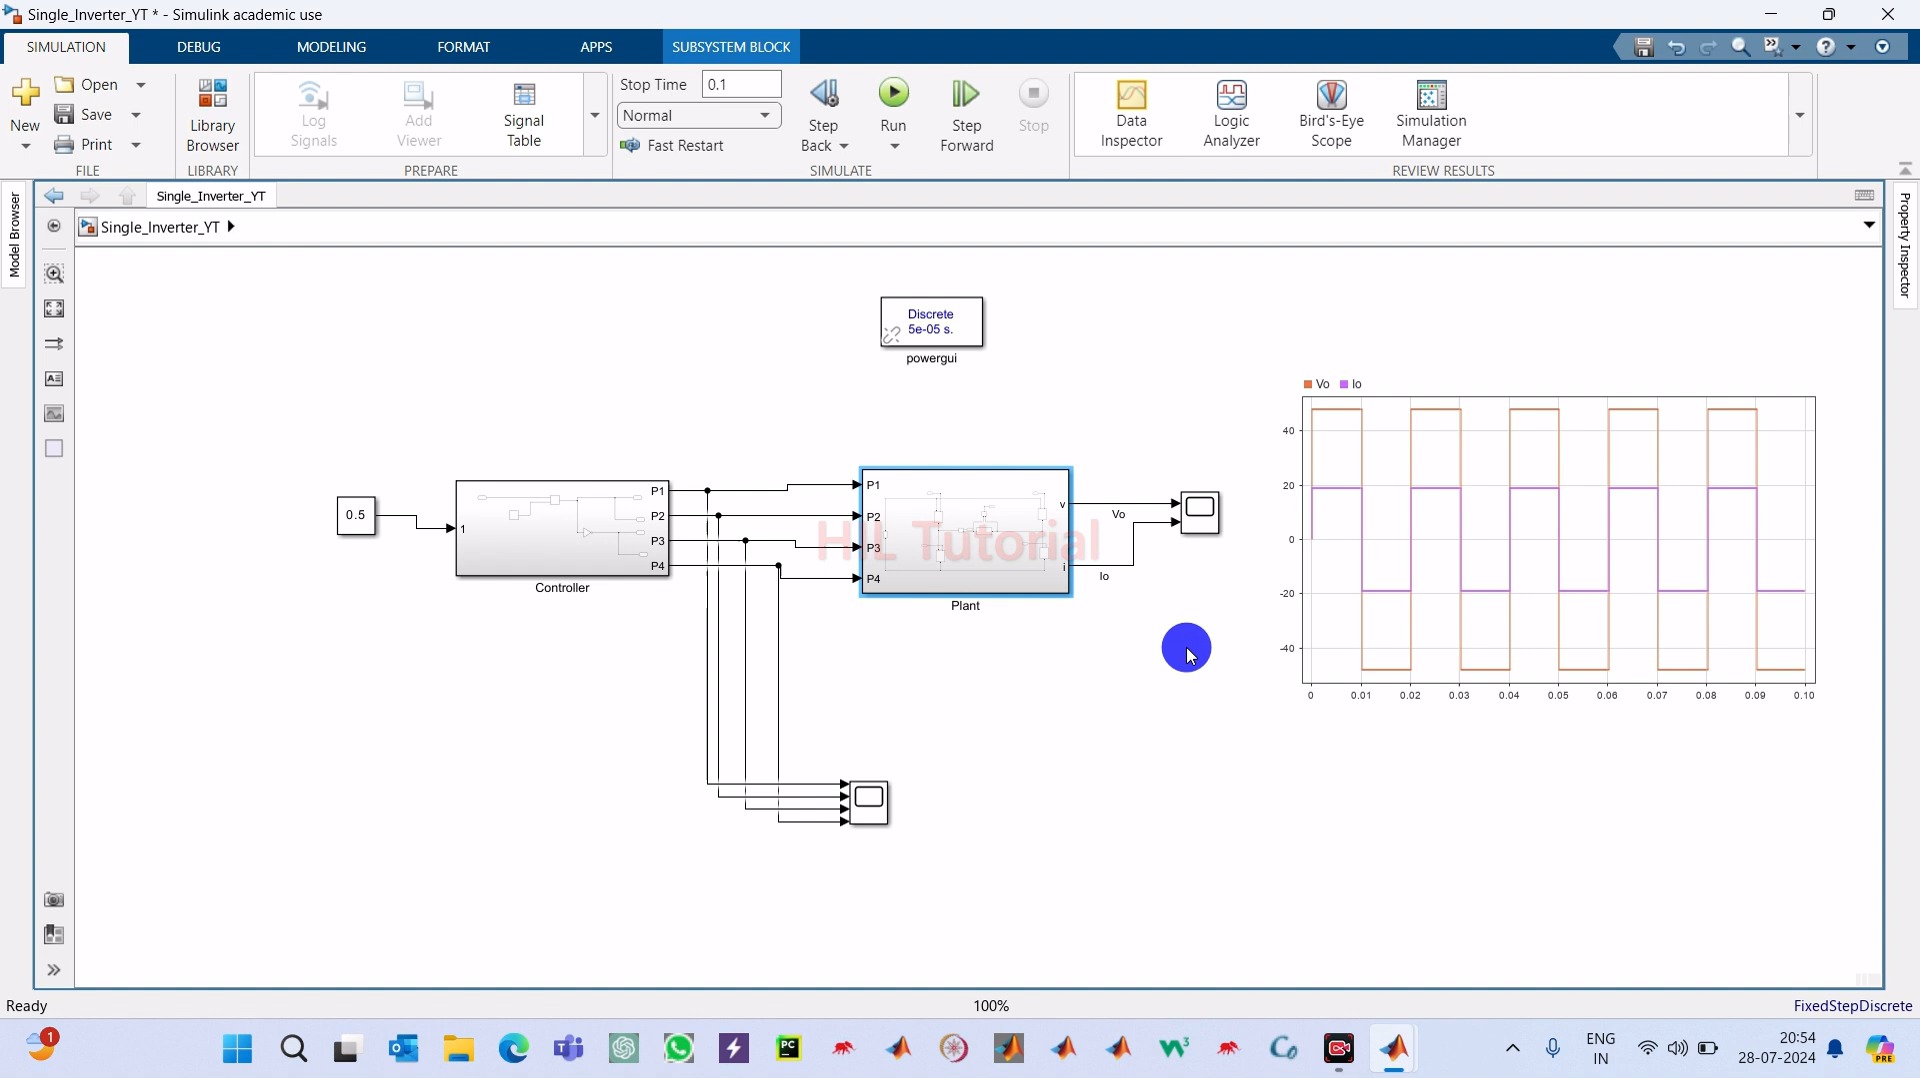 Single_Inverter_YT * - Simulink academic use
SIMULATION
DEBUG
MODELING
FORMAT
APPS
SUBSYSTEM BLOCK
New
Open
Save
Print
FILE
Library
Browser
LIBRARY
Log
Signals
Add
Viewer
Signal
Table
PREPARE
Stop Time 0.1
Normal
Fast Restart
Step
Back
Run
Step
Forward
Stop
SIMULATE
Data
Inspector
Logic
Analyzer
Bird's-Eye
Scope
Simulation
Manager
REVIEW RESULTS
Model Browser
Property Inspector
Single_Inverter_YT
Single_Inverter_YT
Discrete
5e-05 s.
powergui
0.5
1
P1
P2
P3
P4
Controller
P1
P2
P3
P4
v
i
Plant
HIL Tutorial
Vo
Io
Vo Io
40
20
0
-20
-40
0 0.01 0.02 0.03 0.04 0.05 0.06 0.07 0.08 0.09 0.10
Ready
100%
FixedStepDiscrete
1
PC
ENG
IN
20:54
28-07-2024
PRE